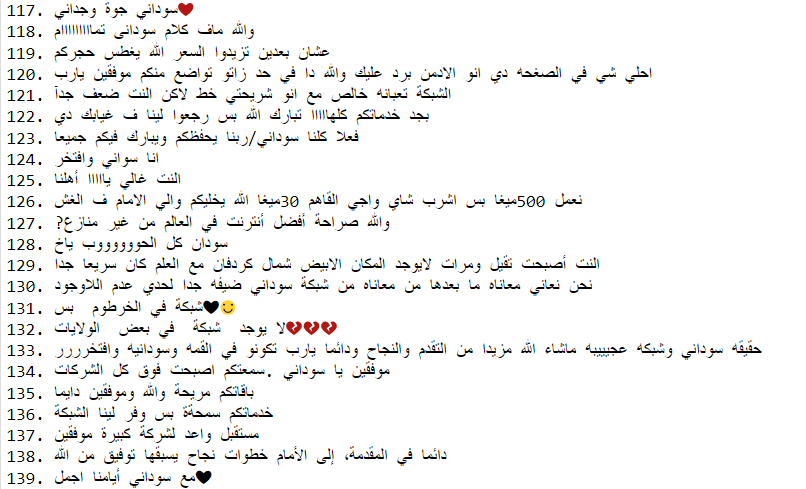 117. سوداني جوة وجداني❤
118. والله ماف كلام سودانى تمااااااااام
119. عشان بعدين تزيدوا السعر الله يغطس حجركم
120. احلي شي في الصفحه دي انو الادمن برد عليك والله دا في حد زاتو تواضع منكم موفقين يارب
121. الشبكة تعبانه خالص مع انو شريحتي خط لاكن النت ضعف جدآ
122. بجد خدماتكم كلهااااا تبارك الله بس رجعوا لينا ف غيابك دي
123. فعلا كلنا سوداني/ربنا يحفظكم ويبارك فيكم جميعا
124. انا سواني وافتخر
125. النت غالي يااااا أهلنا
126. نعمل 500ميغا بس اشرب شاي واجي القاهم 30ميغا الله يخليكم والي الامام ف الغش
127. والله صراحة أفضل أنترنت في العالم من غير منازع?
128. سودان كل الحوووووووب ياخ
129. النت أصبحت تقيل ومرات لايوجد المكان الابيض شمال كردفان مع العلم كان سريعا جدا
130. نحن نعاني معاناه ما بعدها من معاناه من شبكة سوداني ضيفه جدا لحدي عدم اللاوجود
131. شبكة في الخرطوم بس🖤🙂
132. لا يوجد شبكة في بعض الولايات💔💔💔
133. حقيقه سوداني وشبكه عجيييبه ماشاء الله مزيدا من التقدم والنجاح ودائما يارب تكونو في القمه وسودانيه وافتخرررر
134. موفقين يا سوداني .سمعتكم اصبحت فوق كل الشركات
135. باقاتكم مريحة والله وموفقين دايما
136. خدماتكم سمحةة بس وفر لينا الشبكة
137. مستقبل واعد لشركة كبيرة موفقين
138. دائما في المقدمة، إلى الأمام خطوات نجاح يسبقها توفيق من الله
139. مع سوداني أيامنا اجمل🖤